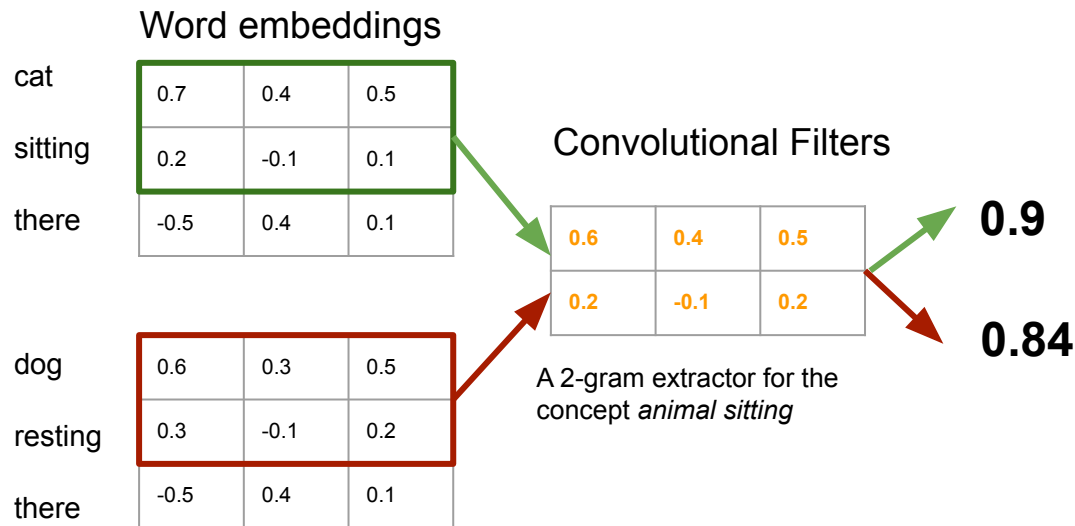 Word embeddings
cat 0.7 0.4 0.5
sitting 0.2 -0.1 0.1
there -0.5 0.4 0.1
Convolutional Filters
0.6 0.4 0.5
0.2 -0.1 0.2
0.9
0.84
A 2-gram extractor for the
concept animal sitting
dog 0.6 0.3 0.5
resting 0.3 -0.1 0.2
there -0.5 0.4 0.1